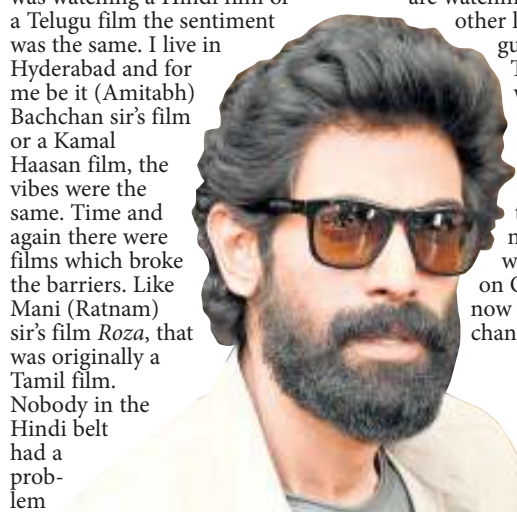 was watching a Hindi film or
a Telugu film the sentiment
was the same. I live in
Hyderabad and for
me be it (Amitabh)
Bachchan sir's film
or a Kamal
Haasan film, the
vibes were the
same. Time and
again there were
films which broke
the barriers. Like
Mani (Ratnam)
sir's film Roza, that
was originally a
Tamil film.
Nobody in the
Hindi belt
had a
prob-
lem
other
on
now
chan